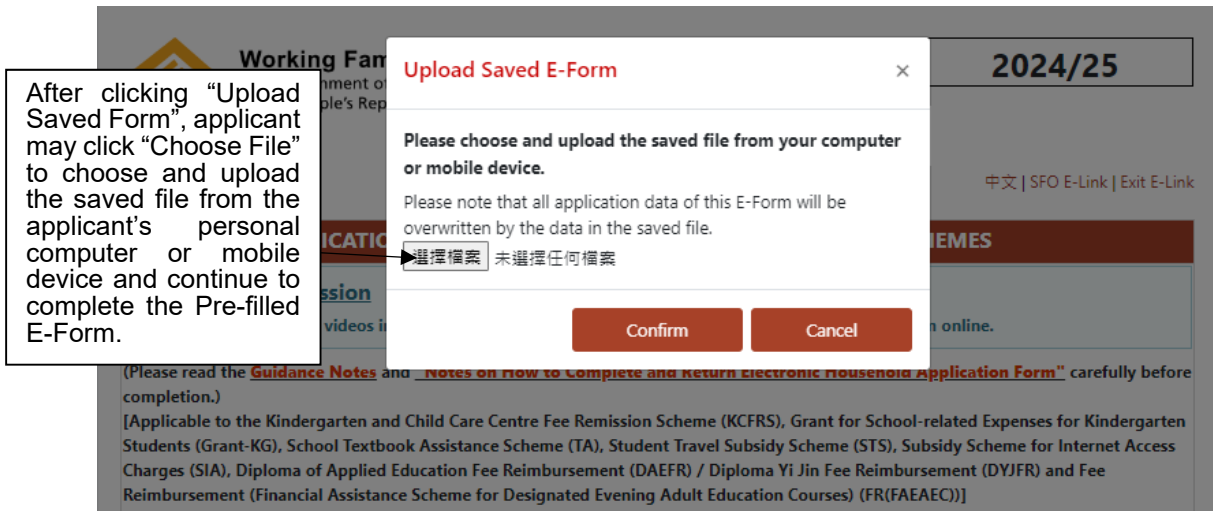 Working Fam
nment of
ple's Rep
2024/25
Upload Saved E-Form
×
Please choose and upload the saved file from your computer
or mobile device.
Please note that all application data of this E-Form will be
overwritten by the data in the saved file.
選擇檔案 未選擇任何檔案
Confirm Cancel
After clicking “Upload
Saved Form”, applicant
may click “Choose File”
to choose and upload
the saved file from the
applicant’s personal
computer or mobile
device and continue to
complete the Pre-filled
E-Form.
中文 | SFO E-Link | Exit E-Link
ICATIO
EMES
ssion
videos i
n online.
(Please read the Guidance Notes and "Notes on How to Complete and Return Electronic Household Application Form" carefully before
completion.)
[Applicable to the Kindergarten and Child Care Centre Fee Remission Scheme (KCFRS), Grant for School-related Expenses for Kindergarten
Students (Grant-KG), School Textbook Assistance Scheme (TA), Student Travel Subsidy Scheme (STS), Subsidy Scheme for Internet Access
Charges (SIA), Diploma of Applied Education Fee Reimbursement (DAEFR) / Diploma Yi Jin Fee Reimbursement (DYJFR) and Fee
Reimbursement (Financial Assistance Scheme for Designated Evening Adult Education Courses) (FR(FAEAEC))]